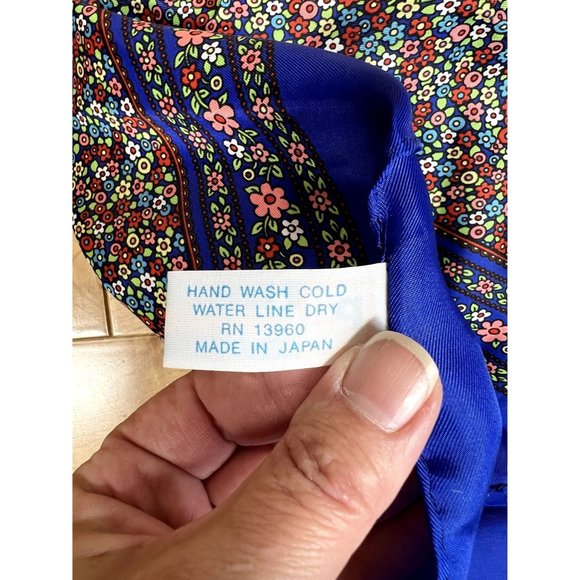 HAND WASH COLD
WATER LINE DRY
RN 13960
MADE IN JAPAN